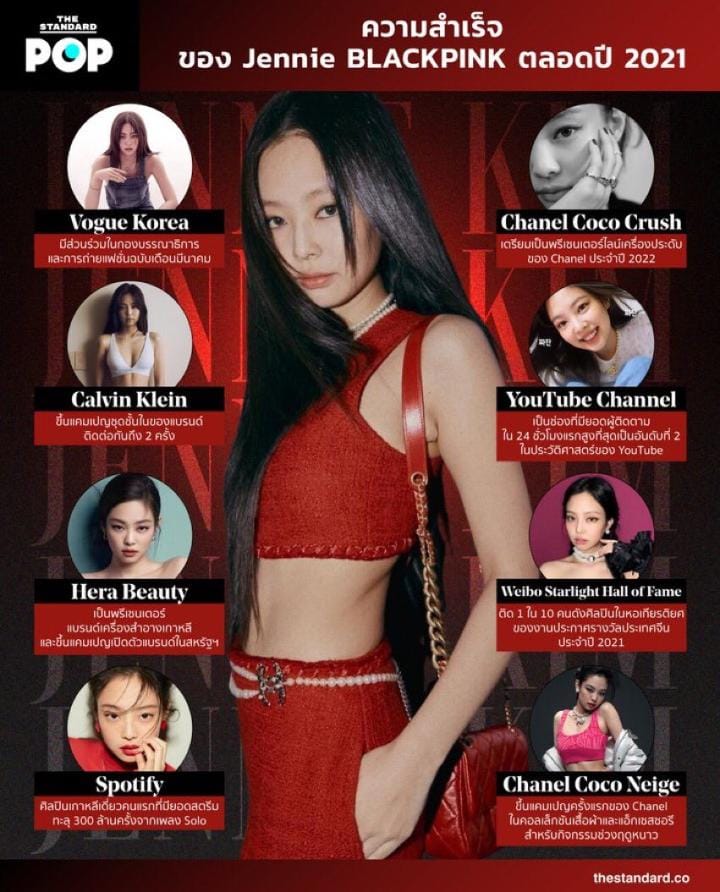 THE
STANDARD
POP
ความสำเร็จ
ของ Jennie BLACKPINK ตลอดปี 2021
JENNIE KIM
Vogue Korea
มีส่วนร่วมในกองบรรณาธิการ
และการถ่ายแฟชั่นฉบับเดือนมีนาคม
Chanel Coco Crush
เตรียมเป็นพรีเซนเตอร์ไลน์เครื่องประดับ
ของ Chanel ประจำปี 2022
Calvin Klein
ขึ้นแคมเปญชุดชั้นในของแบรนด์
ติดต่อกันถึง 2 ครั้ง
YouTube Channel
เป็นช่องที่มียอดผู้ติดตาม
ใน 24 ชั่วโมงแรกสูงที่สุดเป็นอันดับที่ 2
ในประวัติศาสตร์ของ YouTube
Hera Beauty
เป็นพรีเซนเตอร์
แบรนด์เครื่องสำอางเกาหลี
และขึ้นแคมเปญเปิดตัวแบรนด์ในสหรัฐฯ
Weibo Starlight Hall of Fame
ติด 1 ใน 10 คนดังศิลปินในหอเกียรติยศ
ของงานประกาศรางวัลประเทศจีน
ประจำปี 2021
Spotify
ศิลปินเกาหลีเดี่ยวคนแรกที่มียอดสตรีม
ทะลุ 300 ล้านครั้งจากเพลง Solo
Chanel Coco Neige
ขึ้นแคมเปญครั้งแรกของ Chanel
ในคอลเล็กชันเสื้อผ้าและแอ็กเซสซอรี
สำหรับกิจกรรมช่วงฤดูหนาว
thestandard.co